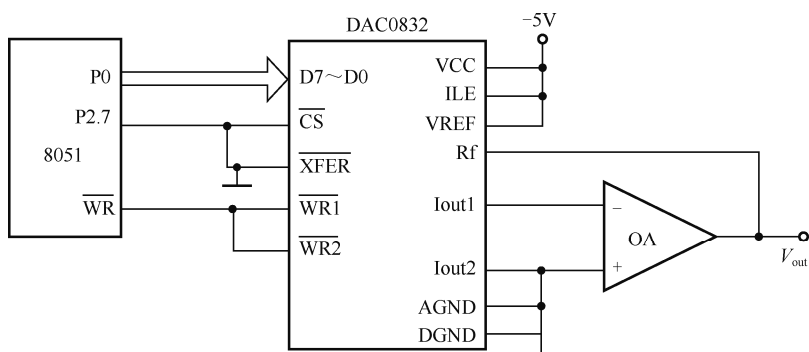 DAC0832
−5V
P0
D7～D0
VCC
P2.7
CS
ILE
VREF
8051
XFER
Rf
WR
WR1
Iout1
−
WR2
OA
Iout2
+
Vout
AGND
DGND